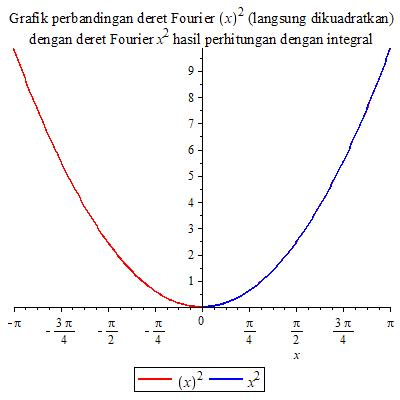 Grafik perbandingan deret Fourier (x)² (langsung dikuadratkan)
dengan deret Fourier x² hasil perhitungan dengan integral
9
8
7
6
5
4
3
2
1
-π -3π/4 -π/2 -π/4 0 π/4 π/2 3π/4 π
x
(x)² x²